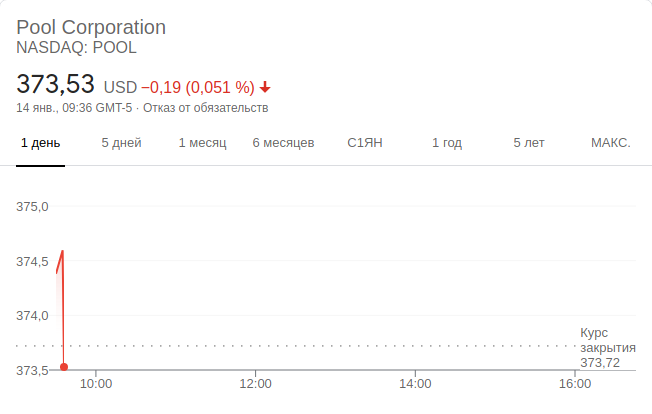 Pool Corporation
NASDAQ: POOL
373,53 USD −0,19 (0,051 %)
14 янв., 09:36 GMT-5 · Отказ от обязательств
1 день 5 дней 1 месяц 6 месяцев С1ЯН 1 год 5 лет МАКС.
375,0
374,5
374,0
Курс
закрытия
373,72
373,5
10:00 12:00 14:00 16:00